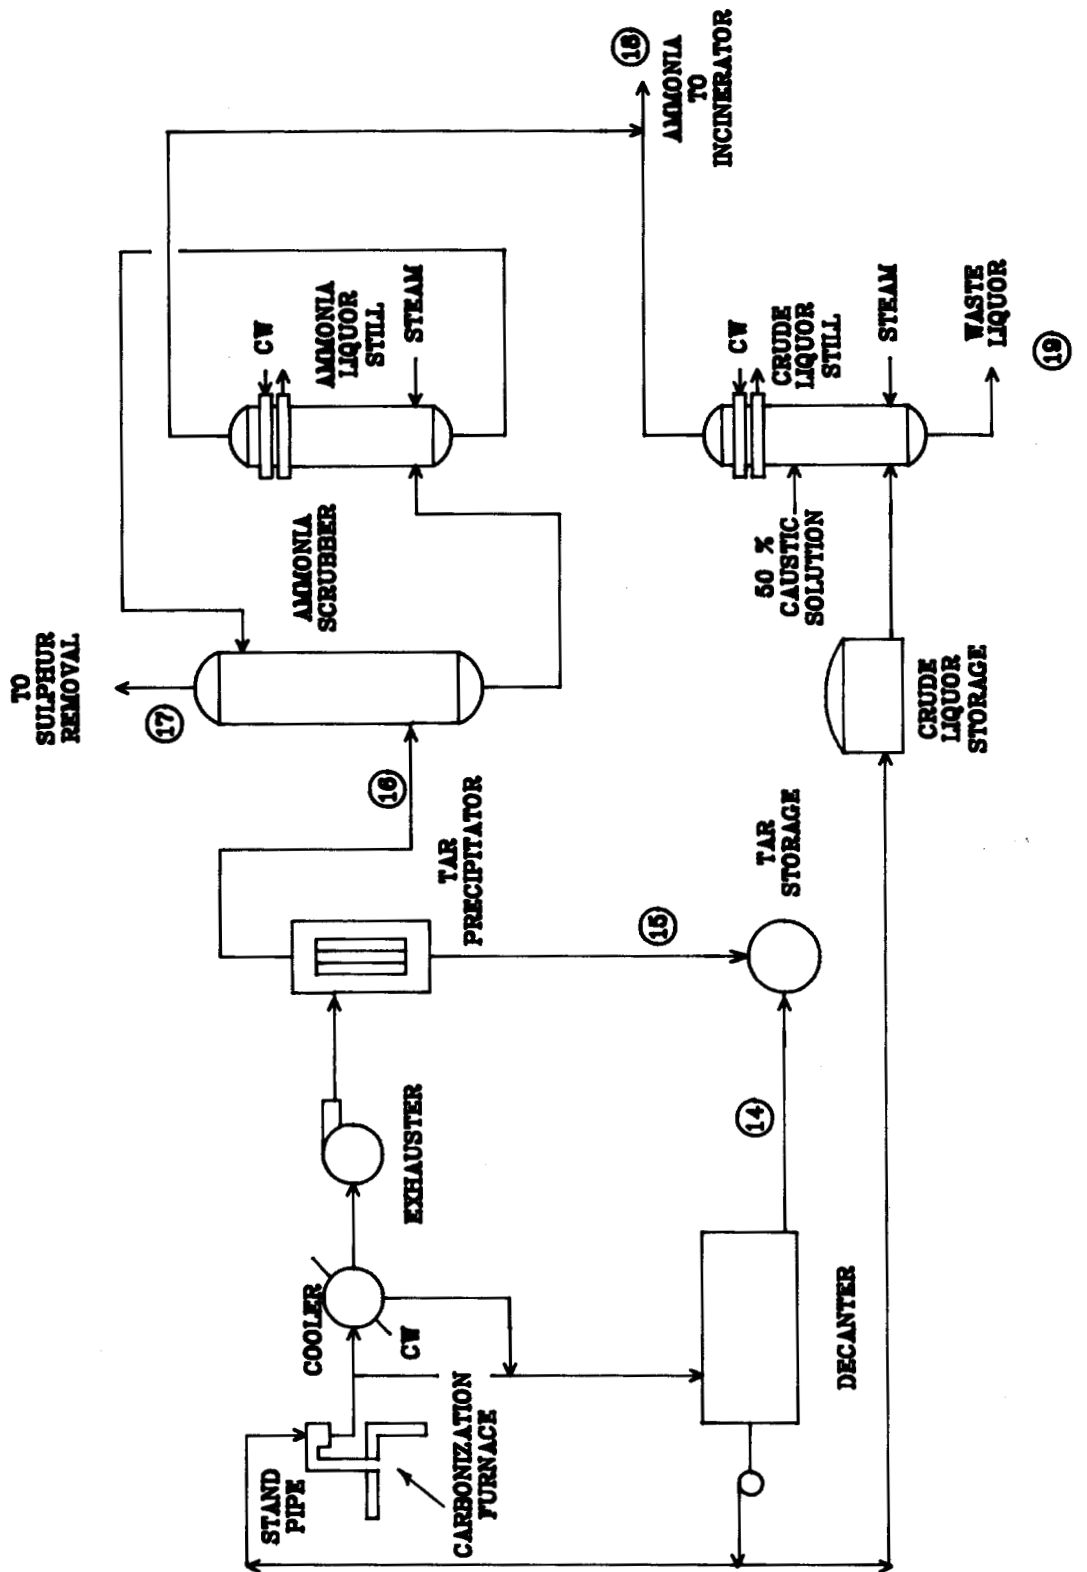 STAND
PIPE
CARBONIZATION
FURNACE
COOLER
CW
EXHAUSTER
DECANTER
14
TAR
PRECIPITATOR
15
TAR
STORAGE
16
TO
SULPHUR
REMOVAL
17
AMMONIA
SCRUBBER
CRUDE
LIQUOR
STORAGE
CW
AMMONIA
LIQUOR
STILL
STEAM
50 %
CAUSTIC
SOLUTION
CW
CRUDE
LIQUOR
STILL
STEAM
WASTE
LIQUOR
19
18
AMMONIA
TO
INCINERATOR